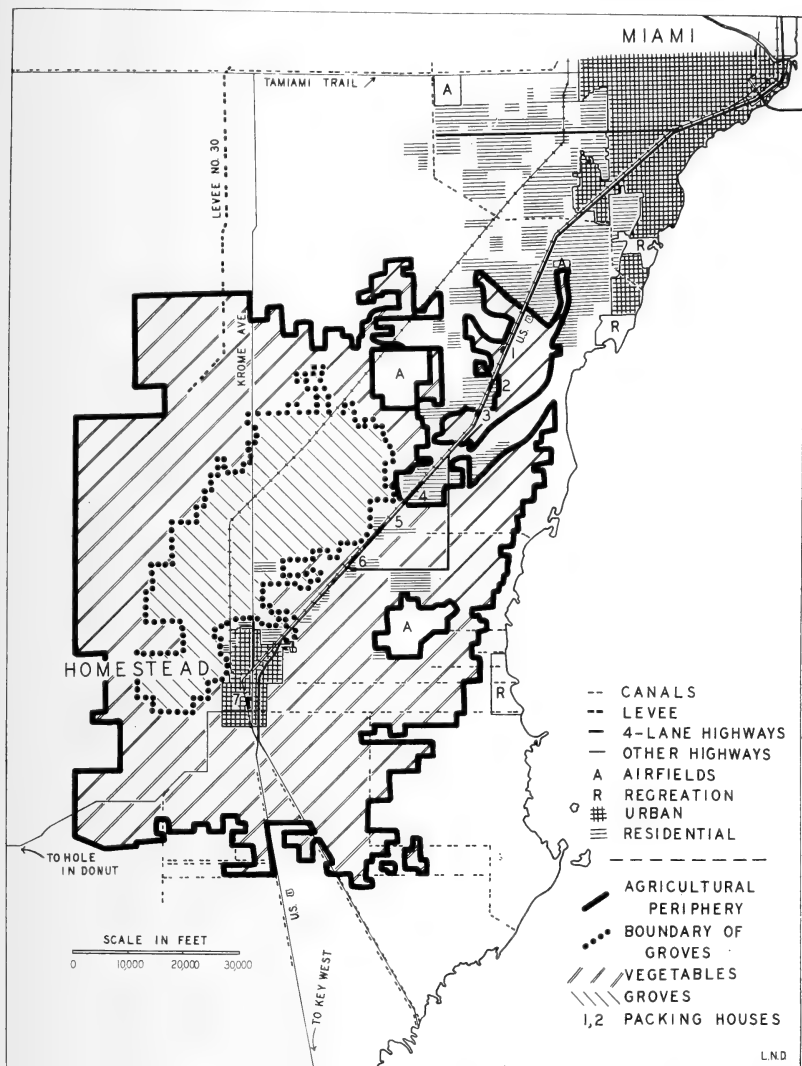 MIAMI
TAMIAMI TRAIL
A
LEVEE NO. 30
KROME AVE.
R
A
U.S. 1
R
A
1
2
3
4
5
6
A
HOMESTEAD
7
R
-- CANALS
-- LEVEE
— 4-LANE HIGHWAYS
— OTHER HIGHWAYS
A AIRFIELDS
R RECREATION
URBAN
RESIDENTIAL
AGRICULTURAL
PERIPHERY
BOUNDARY OF
GROVES
VEGETABLES
GROVES
1,2 PACKING HOUSES
TO HOLE
IN DONUT
U.S. 1
SCALE IN FEET
0 10,000 20,000 30,000
TO KEY WEST
L.N.D